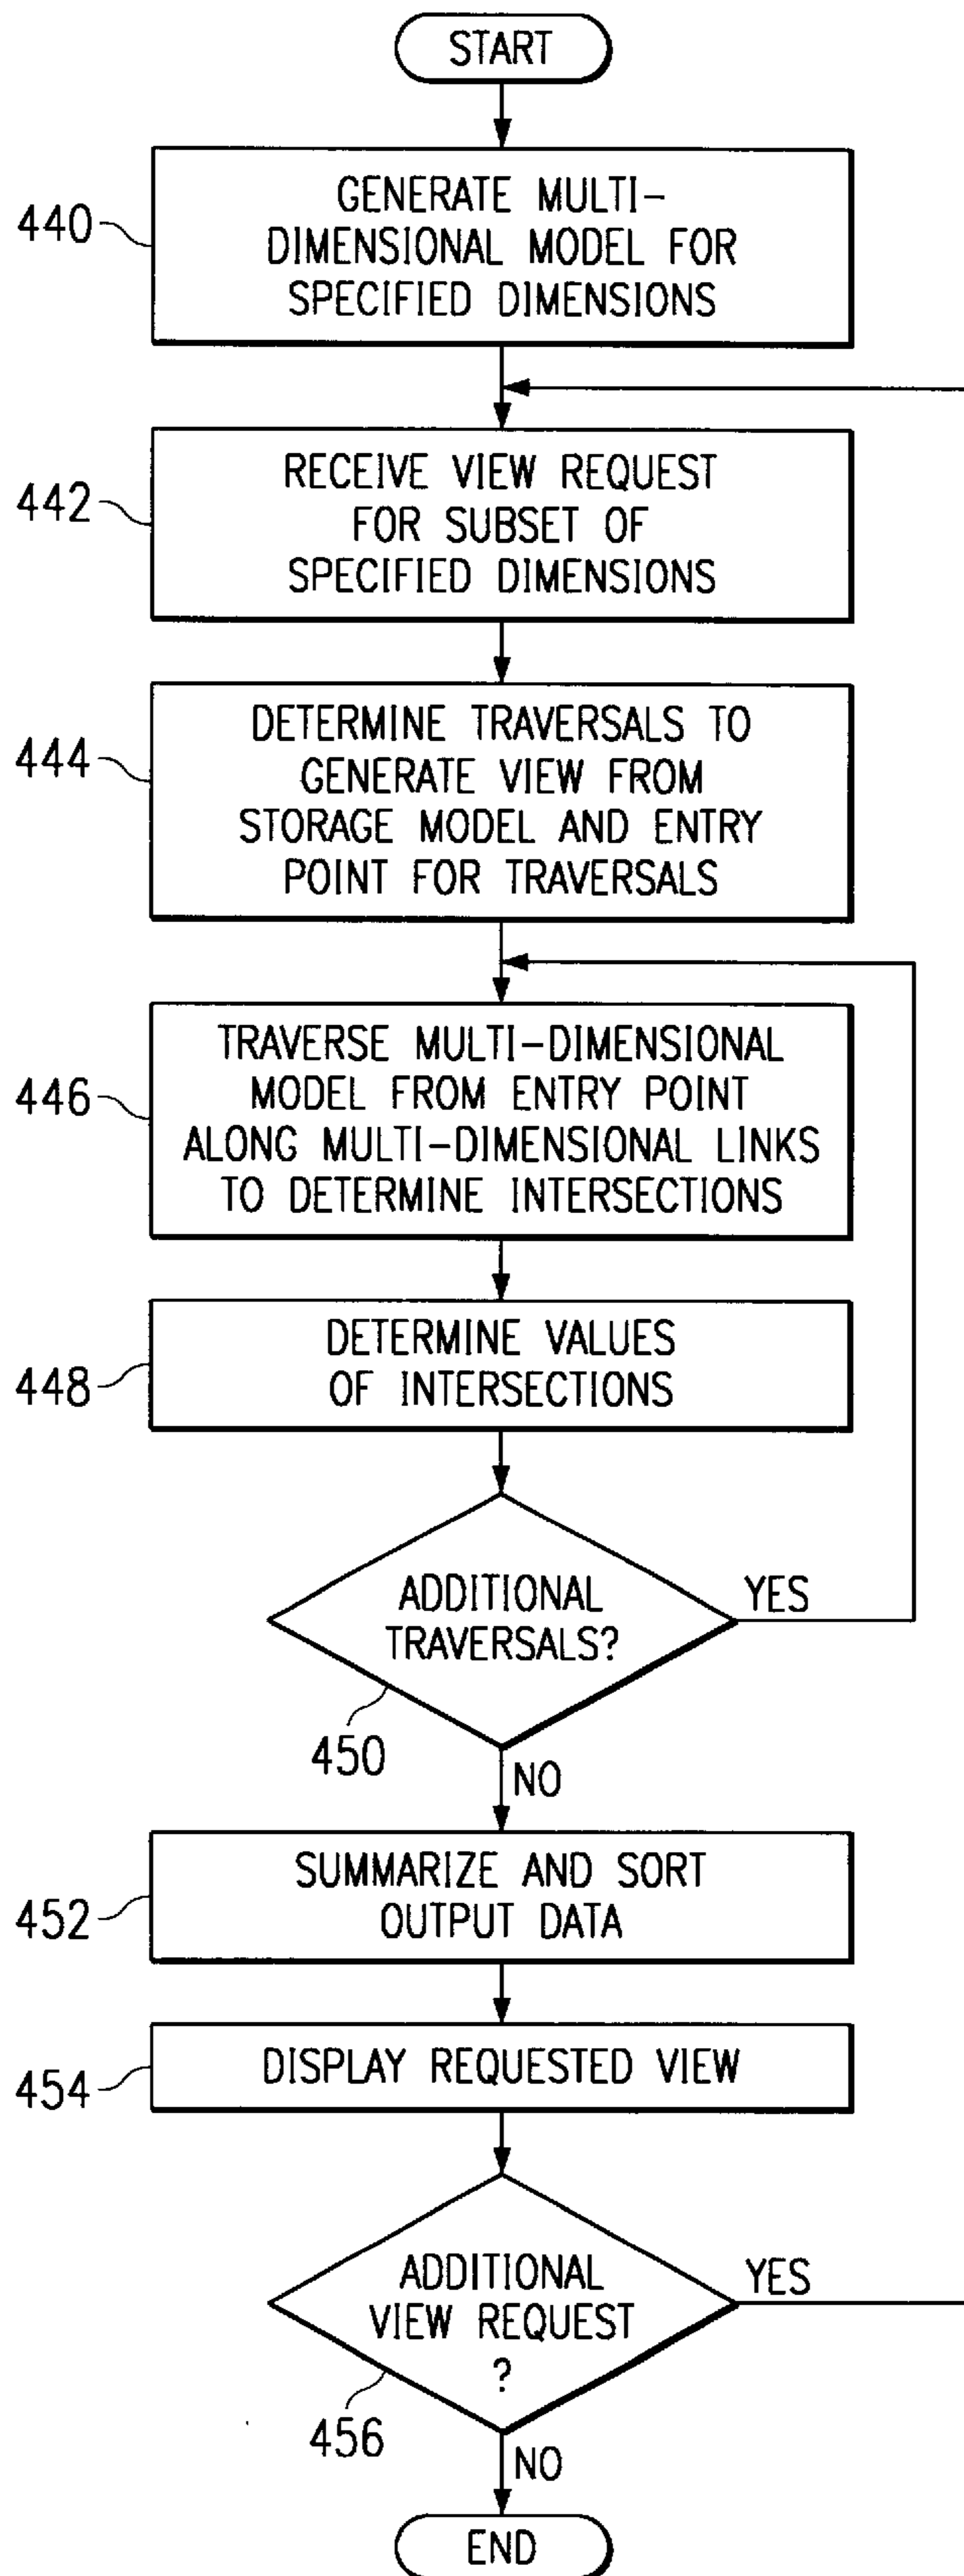 START
GENERATE MULTI-
DIMENSIONAL MODEL FOR
SPECIFIED DIMENSIONS
440
RECEIVE VIEW REQUEST
FOR SUBSET OF
SPECIFIED DIMENSIONS
442
DETERMINE TRAVERSALS TO
GENERATE VIEW FROM
STORAGE MODEL AND ENTRY
POINT FOR TRAVERSALS
444
TRAVERSE MULTI-DIMENSIONAL
MODEL FROM ENTRY POINT
ALONG MULTI-DIMENSIONAL LINKS
TO DETERMINE INTERSECTIONS
446
DETERMINE VALUES
OF INTERSECTIONS
448
ADDITIONAL
TRAVERSALS?
YES
450
NO
SUMMARIZE AND SORT
OUTPUT DATA
452
DISPLAY REQUESTED VIEW
454
ADDITIONAL
VIEW REQUEST
?
YES
456
NO
END